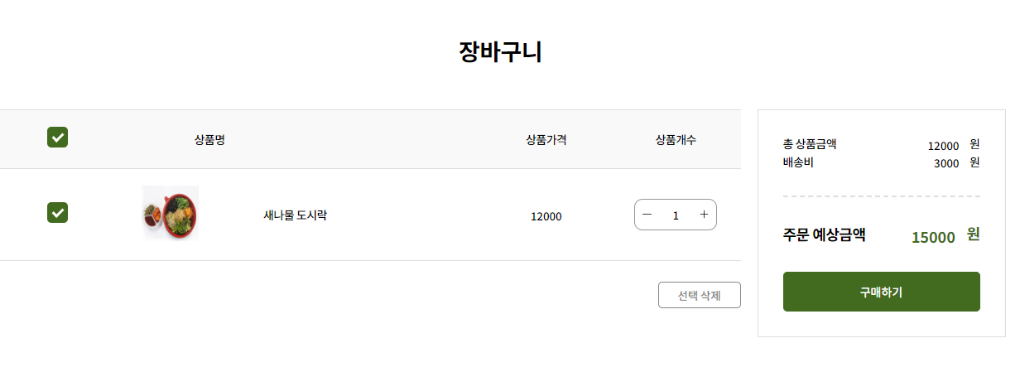 장바구니
상품명 상품가격 상품개수
새나물 도시락 12000 − 1 +
선택 삭제
총 상품금액 12000 원
배송비 3000 원
주문 예상금액 15000 원
구매하기